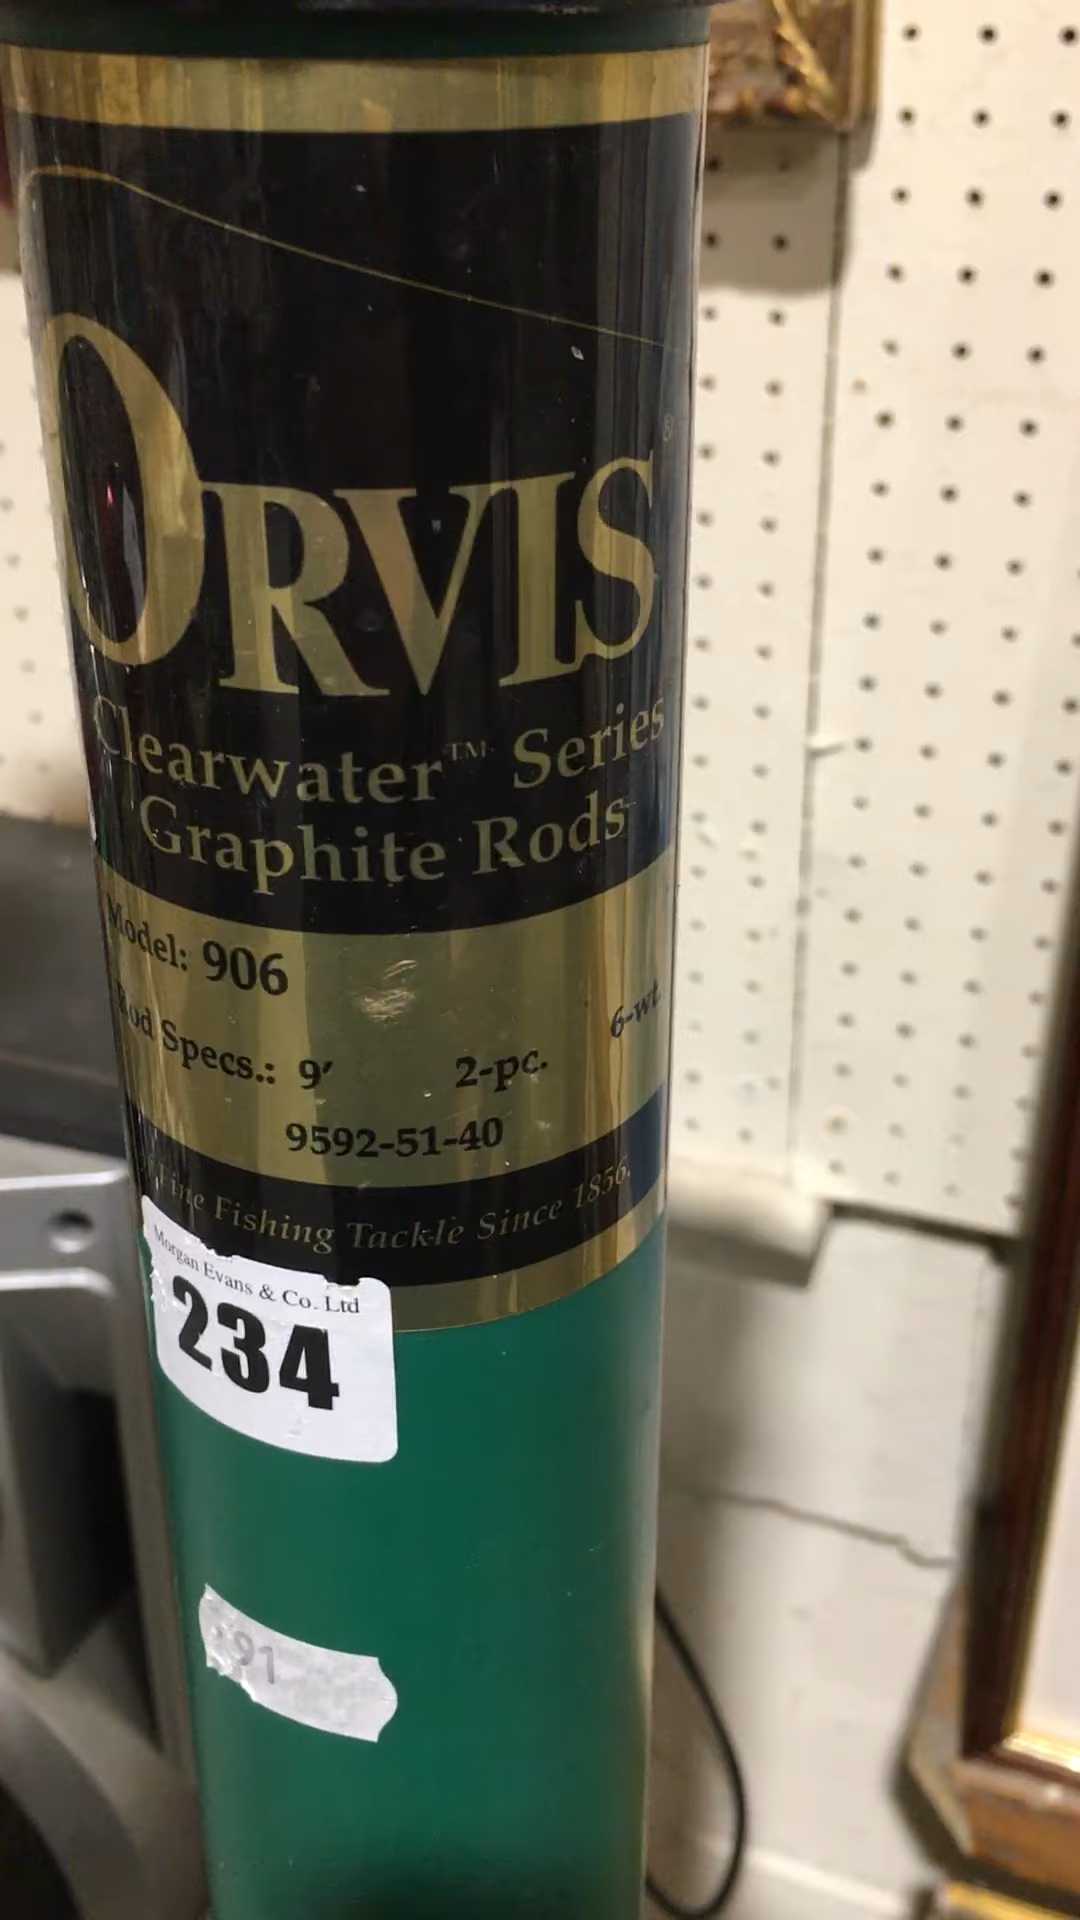 ORVIS®
Clearwater™ Series
Graphite Rods
Model: 906
Rod Specs.: 9' 2-pc. 6-wt.
9592-51-40
Fine Fishing Tackle Since 1856.
Morgan Evans & Co. Ltd
234
91